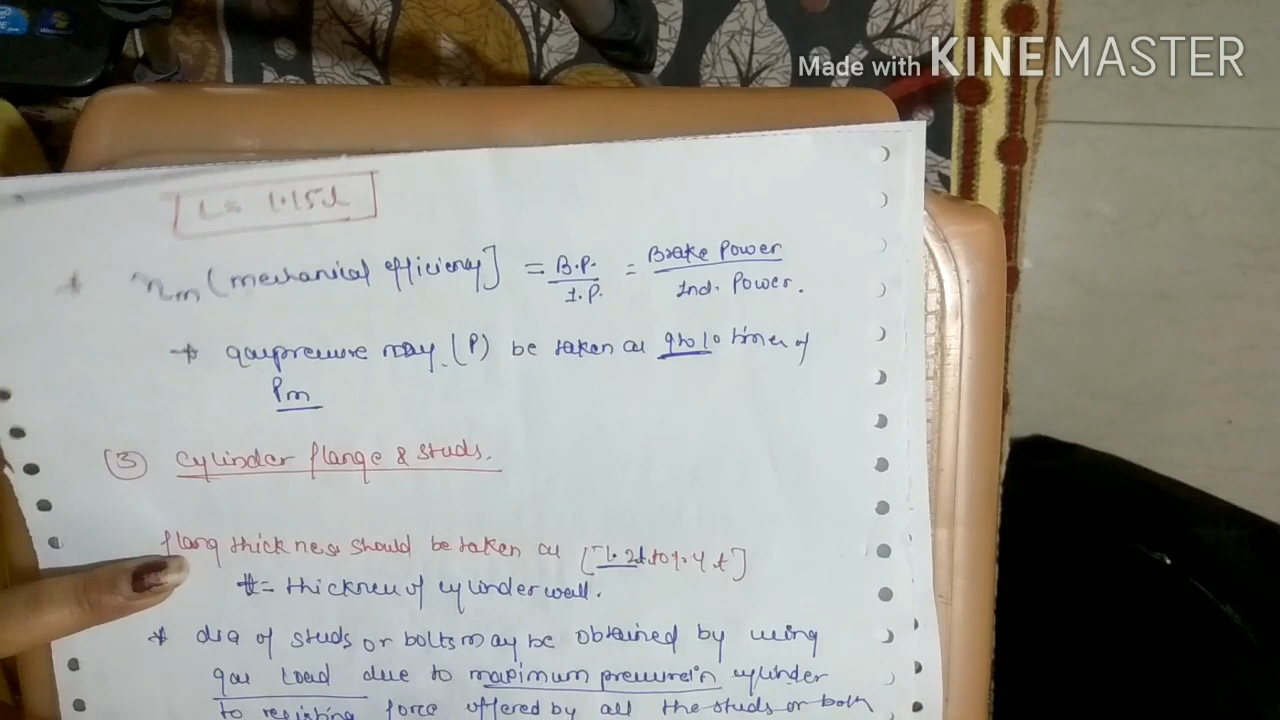 Made with KINEMASTER
L = 1.15l
* ηm (mechanical efficiency] = B.P. / I.P. = Brake Power / Ind. Power.
* gas pressure may (P) be taken as 9 to 10 times of
Pm
(3) Cylinder flange & studs.
flang thickness should be taken as [1.2t to 1.4 t]
t = thickness of cylinder wall.
* dia of studs or bolts may be obtained by using
gas load due to maximum pressure in cylinder
to resisting force offered by all the studs or bolts